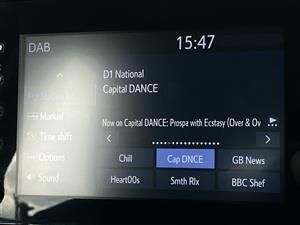 DAB
15:47
D1 National
Capital DANCE
Manual
Now on Capital DANCE: Prospa with Ecstasy (Over & Ov
Time shift
Options
Chill
Cap DNCE
GB News
Sound
Heart00s
Smth Rlx
BBC Shef